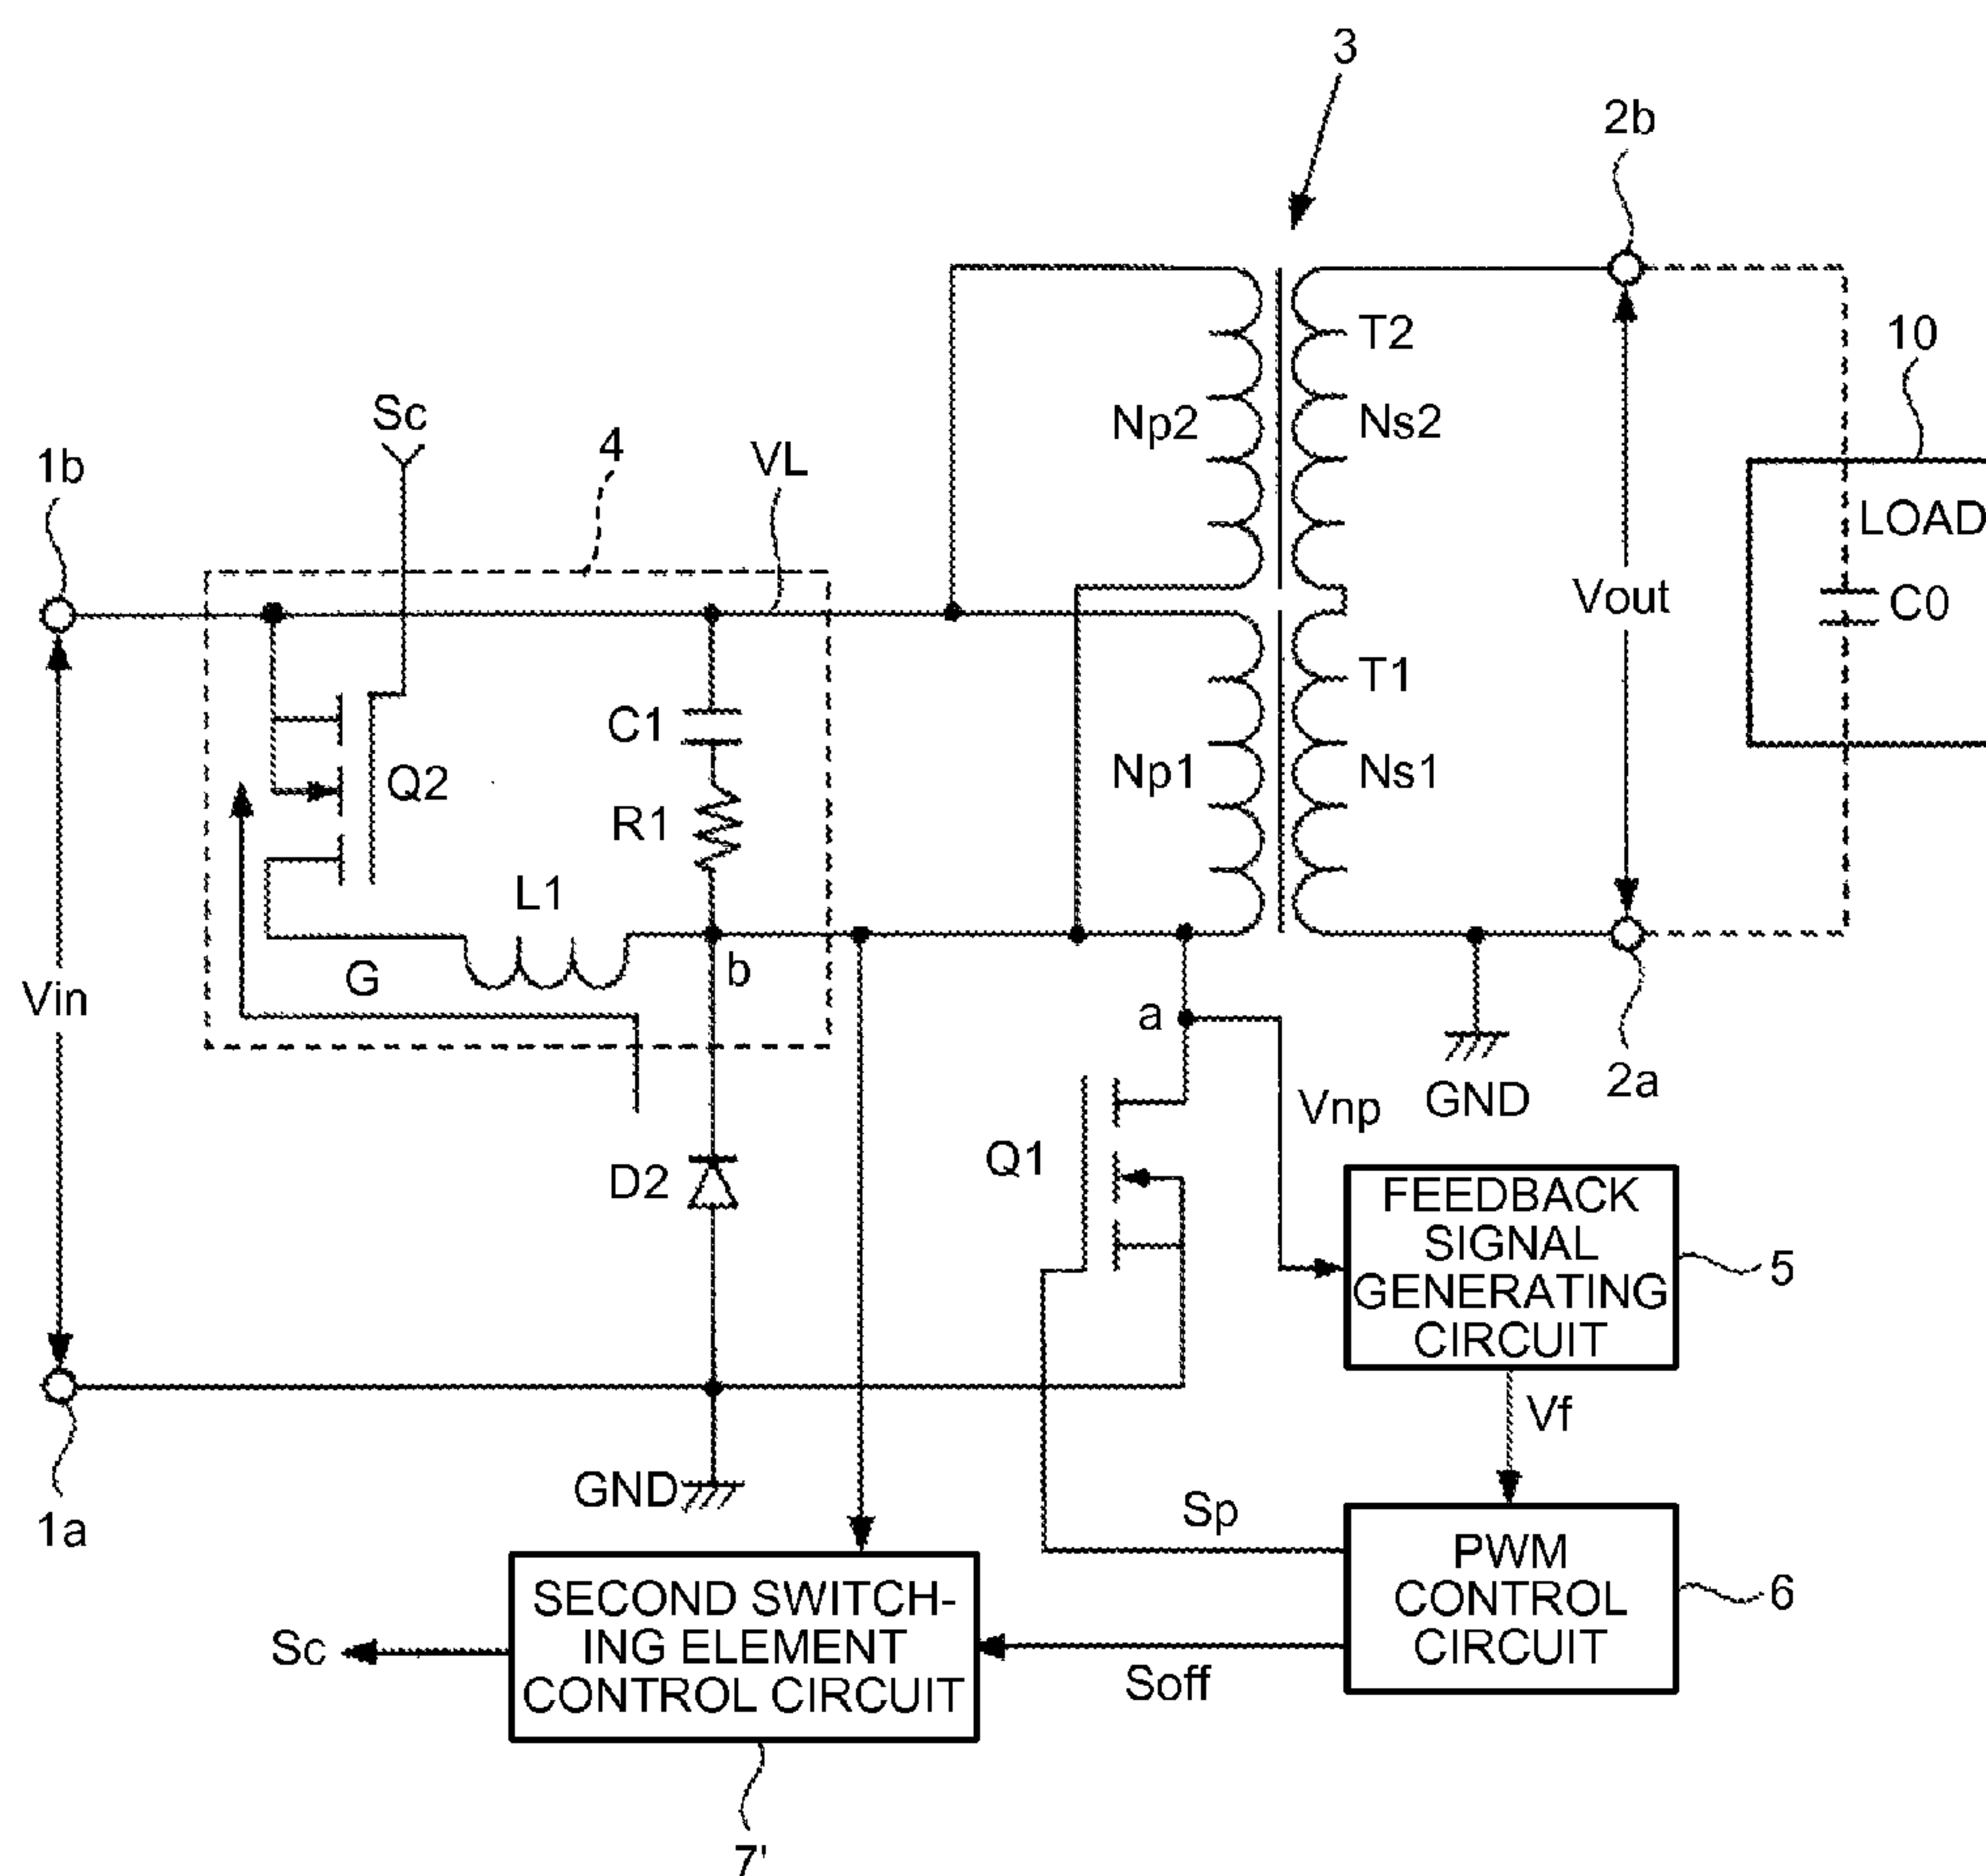 3
2b
T2
10
Sc
Np2
Ns2
1b
4
VL
LOAD
Vout
C0
C1
T1
Q2
Np1
Ns1
R1
L1
G
b
Vin
a
2a
Vnp
GND
Q1
D2
FEEDBACK
SIGNAL
GENERATING
CIRCUIT
5
Vf
GND
1a
Sp
PWM
CONTROL
CIRCUIT
6
SECOND SWITCH-
ING ELEMENT
CONTROL CIRCUIT
Sc
Soff
7'